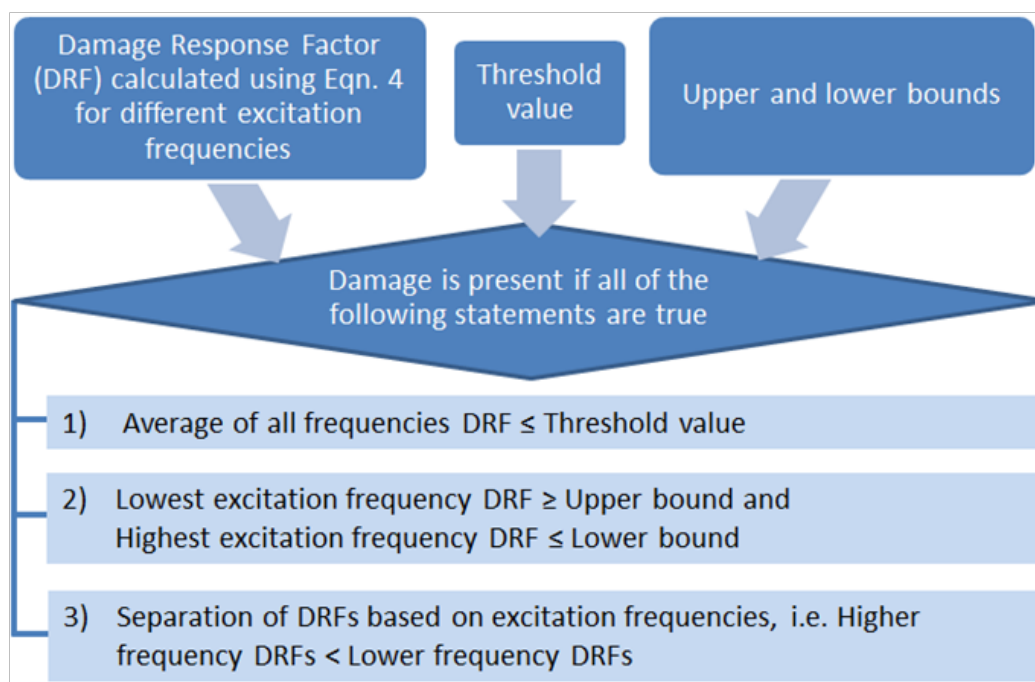 Damage Response Factor
(DRF) calculated using Eqn. 4
for different excitation
frequencies
Threshold
value
Upper and lower bounds
Damage is present if all of the
following statements are true
1) Average of all frequencies DRF ≤ Threshold value
2) Lowest excitation frequency DRF ≥ Upper bound and
Highest excitation frequency DRF ≤ Lower bound
3) Separation of DRFs based on excitation frequencies, i.e. Higher
frequency DRFs < Lower frequency DRFs